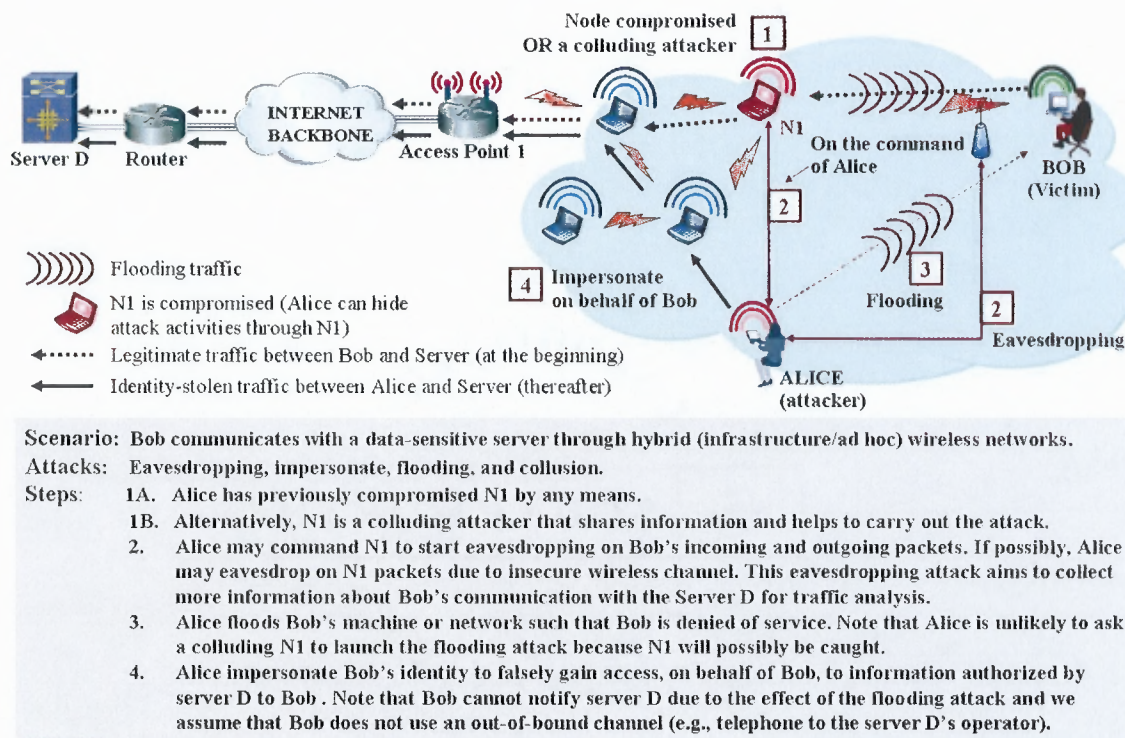 Node compromised
OR a colluding attacker
1
INTERNET
BACKBONE
Server D
Router
Access Point 1
N1
On the command
of Alice
BOB
(Victim)
2
Flooding traffic
4
Impersonate
on behalf of Bob
3
Flooding
2
N1 is compromised (Alice can hide
attack activities through N1)
Eavesdropping
Legitimate traffic between Bob and Server (at the beginning)
Identity-stolen traffic between Alice and Server (thereafter)
ALICE
(attacker)
Scenario: Bob communicates with a data-sensitive server through hybrid (infrastructure/ad hoc) wireless networks.
Attacks: Eavesdropping, impersonate, flooding, and collusion.
Steps: 1A. Alice has previously compromised N1 by any means.
1B. Alternatively, N1 is a colluding attacker that shares information and helps to carry out the attack.
2. Alice may command N1 to start eavesdropping on Bob's incoming and outgoing packets. If possibly, Alice
may eavesdrop on N1 packets due to insecure wireless channel. This eavesdropping attack aims to collect
more information about Bob's communication with the Server D for traffic analysis.
3. Alice floods Bob's machine or network such that Bob is denied of service. Note that Alice is unlikely to ask
a colluding N1 to launch the flooding attack because N1 will possibly be caught.
4. Alice impersonate Bob's identity to falsely gain access, on behalf of Bob, to information authorized by
server D to Bob . Note that Bob cannot notify server D due to the effect of the flooding attack and we
assume that Bob does not use an out-of-bound channel (e.g., telephone to the server D's operator).